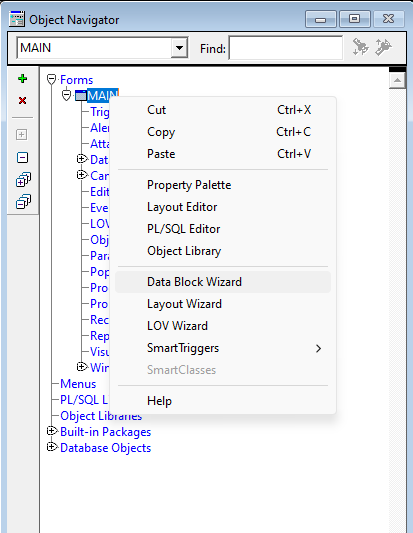 Object Navigator
MAIN
Find:
Forms
MAIN
Cut Ctrl+X
Copy Ctrl+C
Paste Ctrl+V
Property Palette
Layout Editor
PL/SQL Editor
Object Library
Data Block Wizard
Layout Wizard
LOV Wizard
SmartTriggers
SmartClasses
Help
Trig
Aler
Atta
Data
Can
Edit
Eve
LOV
Obj
Para
Pop
Pro
Pro
Rec
Rep
Visu
Win
Menus
PL/SQL L
Object Libraries
Built-in Packages
Database Objects